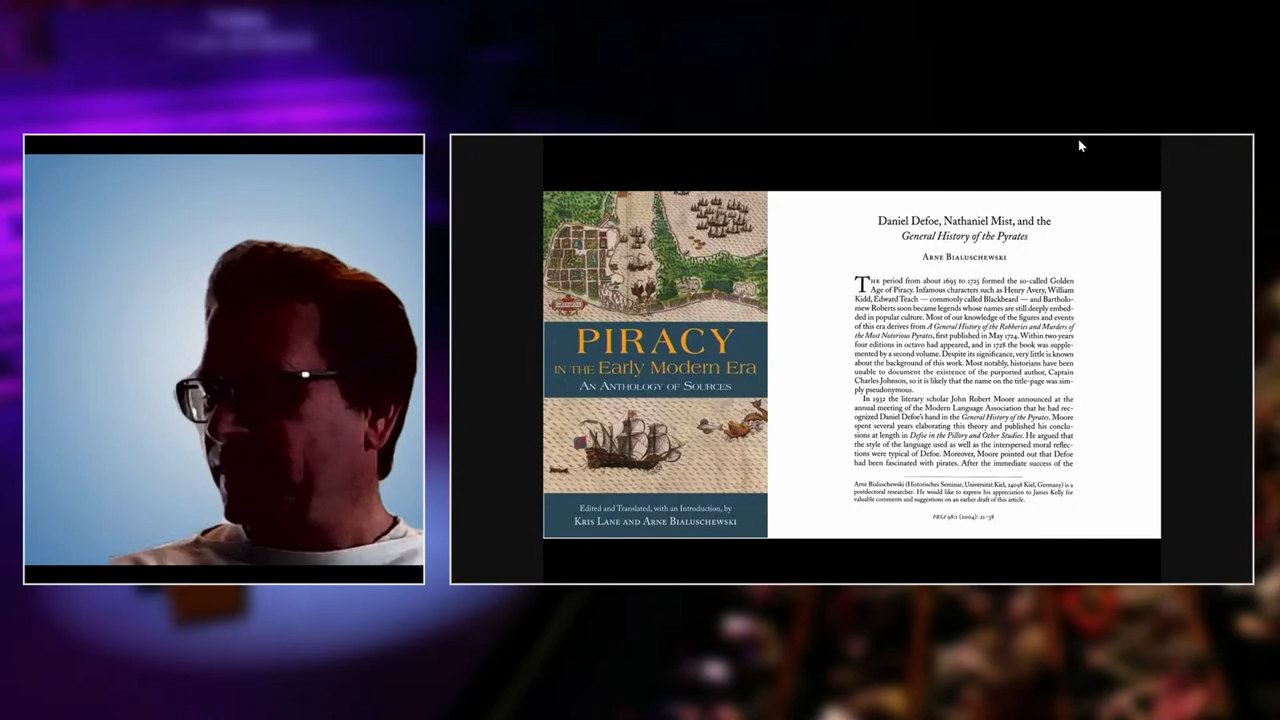 PIRACY
IN THE Early Modern Era
An Anthology of Sources
Edited and Translated, with an Introduction, by
Kris Lane and Arne Bialuschewski
Daniel Defoe, Nathaniel Mist, and the
General History of the Pyrates
Arne Bialuschewski
The period from about 1695 to 1725 formed the so-called Golden
Age of Piracy. Infamous characters such as Henry Avery, William
Kidd, Edward Teach — commonly called Blackbeard — and Bartholo-
mew Roberts soon became legends whose names are still deeply embed-
ded in popular culture. Most of our knowledge of the figures and events
of this era derives from A General History of the Robberies and Murders of
the Most Notorious Pyrates, first published in May 1724. Within two years
four editions in octavo had appeared, and in 1728 the book was supple-
mented by a second volume. Despite its significance, very little is known
about the background of this work. Most notably, historians have been
unable to document the existence of the purported author, Captain
Charles Johnson, so it is likely that the name on the title-page was sim-
ply pseudonymous.
In 1932 the literary scholar John Robert Moore announced at the
annual meeting of the Modern Language Association that he had rec-
ognized Daniel Defoe's hand in the General History of the Pyrates. Moore
spent several years elaborating this theory and published his conclu-
sions at length in Defoe in the Pillory and Other Studies. He argued that
the style of the language used as well as the interspersed moral reflec-
tions were typical of Defoe. Moreover, Moore pointed out that Defoe
had been fascinated with pirates. After the immediate success of the
Arne Bialuschewski (Historisches Seminar, Universität Kiel, 24098 Kiel, Germany) is a
postdoctoral researcher. He would like to express his appreciation to James Kelly for
valuable comments and suggestions on an earlier draft of this article.
PBSA 98:1 (2004): 21–38